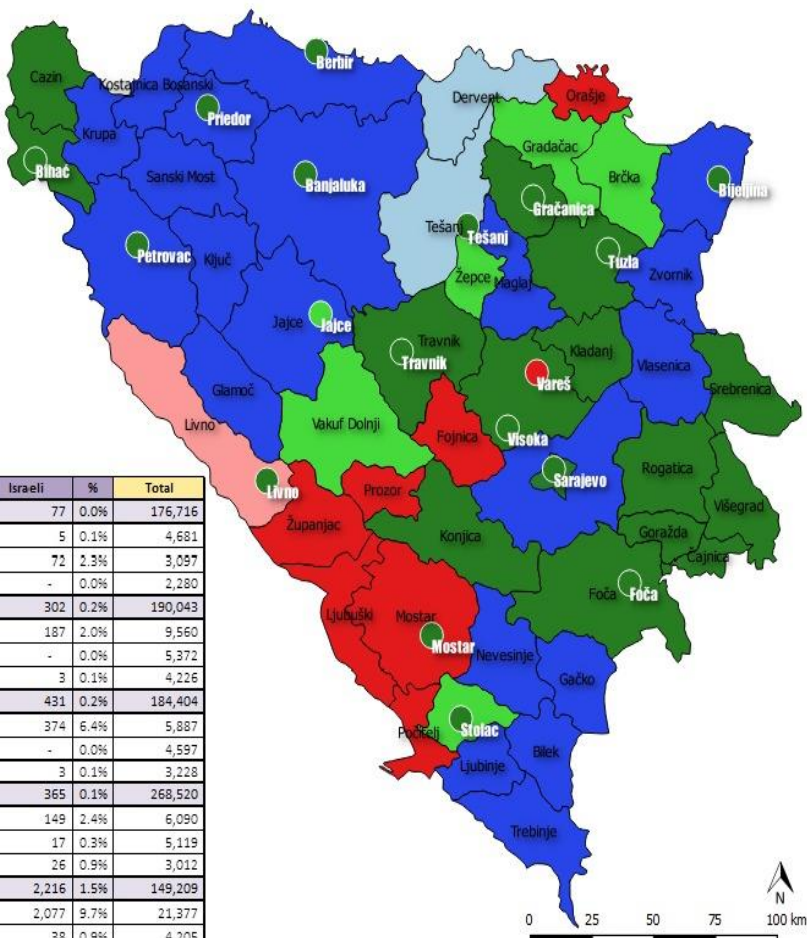 Cazin
Kostajnica Bosanski
Berbir
Dervent
Orašje
Priedor
Krupa
Gradačac
Bihać
Sanski Most
Banjaluka
Brčka
Bijeljina
Gračanica
Tešanj
Tešanj
Petrovac
Ključ
Tuzla
Žepce
Maglaj
Zvornik
Jajce
Jajce
Travnik
Travnik
Kladanj
Vareš
Vlasenica
Srebrenica
Glamoč
Livno
Vakuf Dolnji
Fojnica
Visoka
Rogatica
Sarajevo
Livno
Prozor
Višegrad
Županjac
Konjica
Goražda
Čajnica
Foča
Foča
Ljubuški
Mostar
Mostar
Nevesinje
Gačko
Počitelj
Stolac
Bilek
Ljubinje
Trebinje
Israeli % Total
77 0.0% 176,716
5 0.1% 4,681
72 2.3% 3,097
- 0.0% 2,280
302 0.2% 190,043
187 2.0% 9,560
- 0.0% 5,372
3 0.1% 4,226
431 0.2% 184,404
374 6.4% 5,887
- 0.0% 4,597
3 0.1% 3,228
365 0.1% 268,520
149 2.4% 6,090
17 0.3% 5,119
26 0.9% 3,012
2,216 1.5% 149,209
2,077 9.7% 21,377
38 0.9% 4,205
N
0 25 50 75 100 km